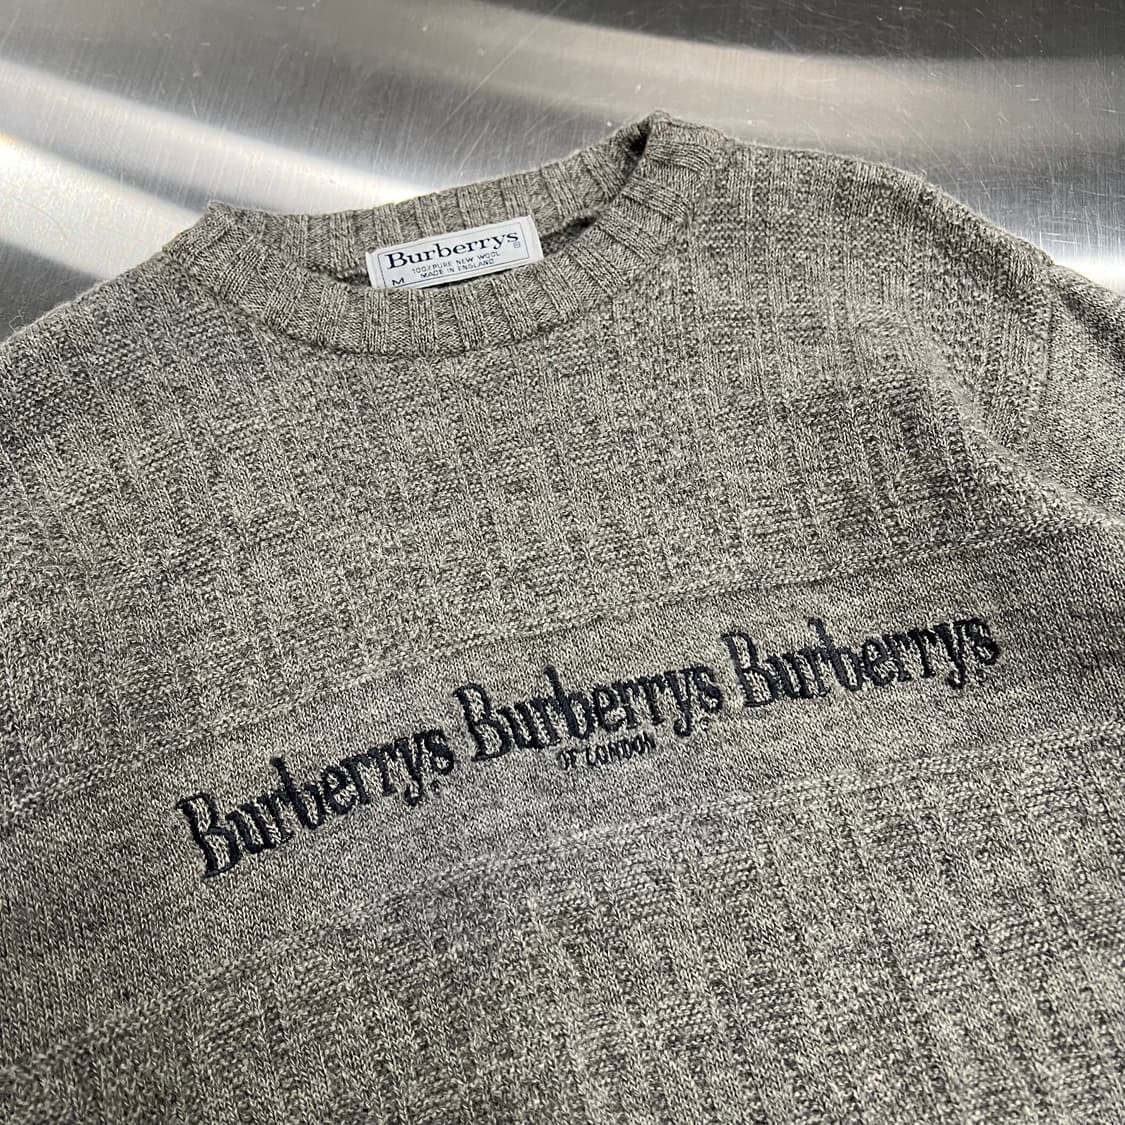 Burberrys ®
100% PURE NEW WOOL
M MADE IN ENGLAND
Burberrys Burberrys Burberrys
OF LONDON